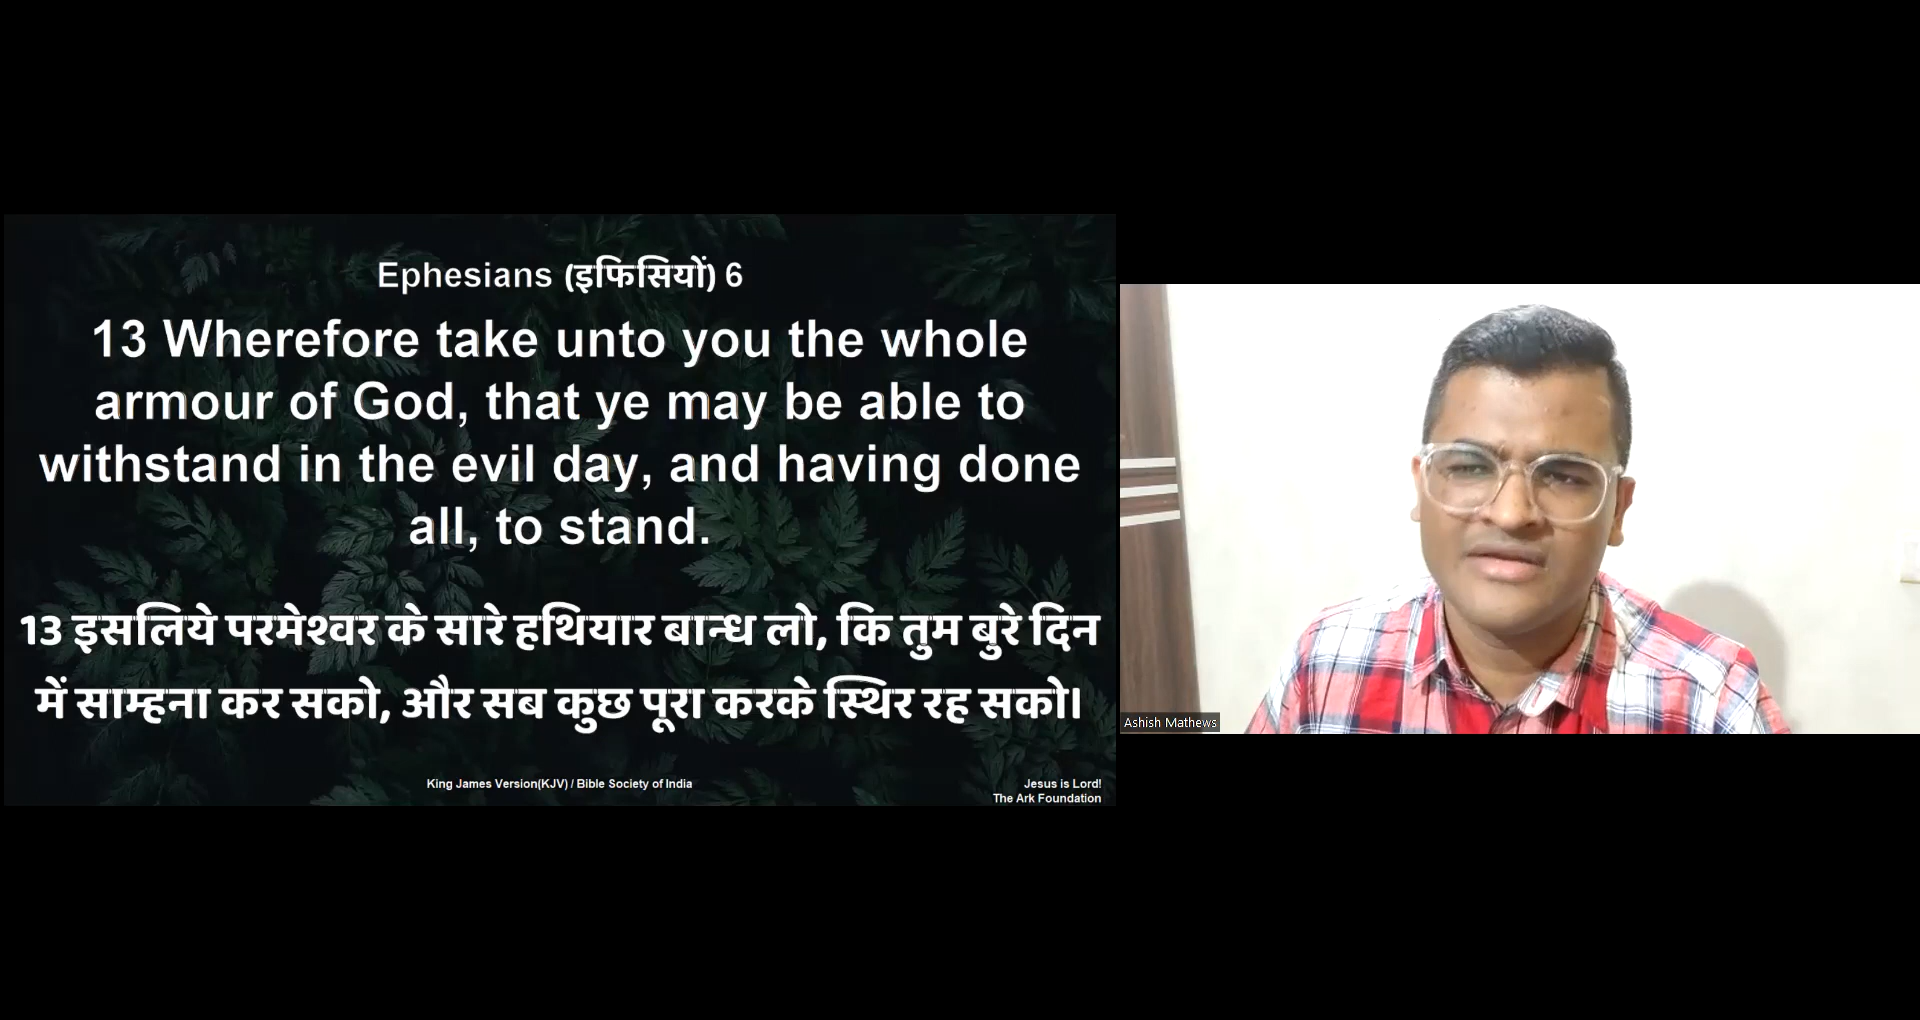 Ephesians (इफिसियों) 6
13 Wherefore take unto you the whole
armour of God, that ye may be able to
withstand in the evil day, and having done
all, to stand.
13 इसलिये परमेश्वर के सारे हथियार बान्ध लो, कि तुम बुरे दिन
में साम्हना कर सको, और सब कुछ पूरा करके स्थिर रह सको।
King James Version(KJV) / Bible Society of India
Jesus is Lord!
The Ark Foundation
Ashish Mathews